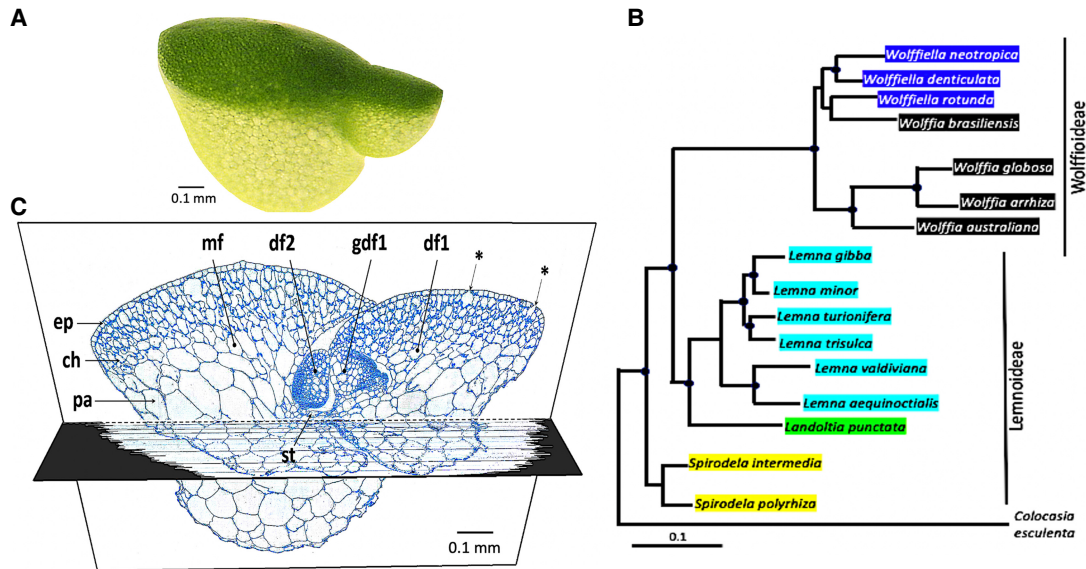 A
0.1 mm
B
Wolffiella neotropica
Wolffiella denticulata
Wolffiella rotunda
Wolffia brasiliensis
Wolffia globosa
Wolffia arrhiza
Wolffia australiana
Wolffioideae
Lemna gibba
Lemna minor
Lemna turionifera
Lemna trisulca
Lemna valdiviana
Lemna aequinoctialis
Landoltia punctata
Spirodela intermedia
Spirodela polyrhiza
Lemnoideae
Colocasia
esculenta
0.1
C
mf df2 gdf1 df1 * *
ep
ch
pa
st
0.1 mm